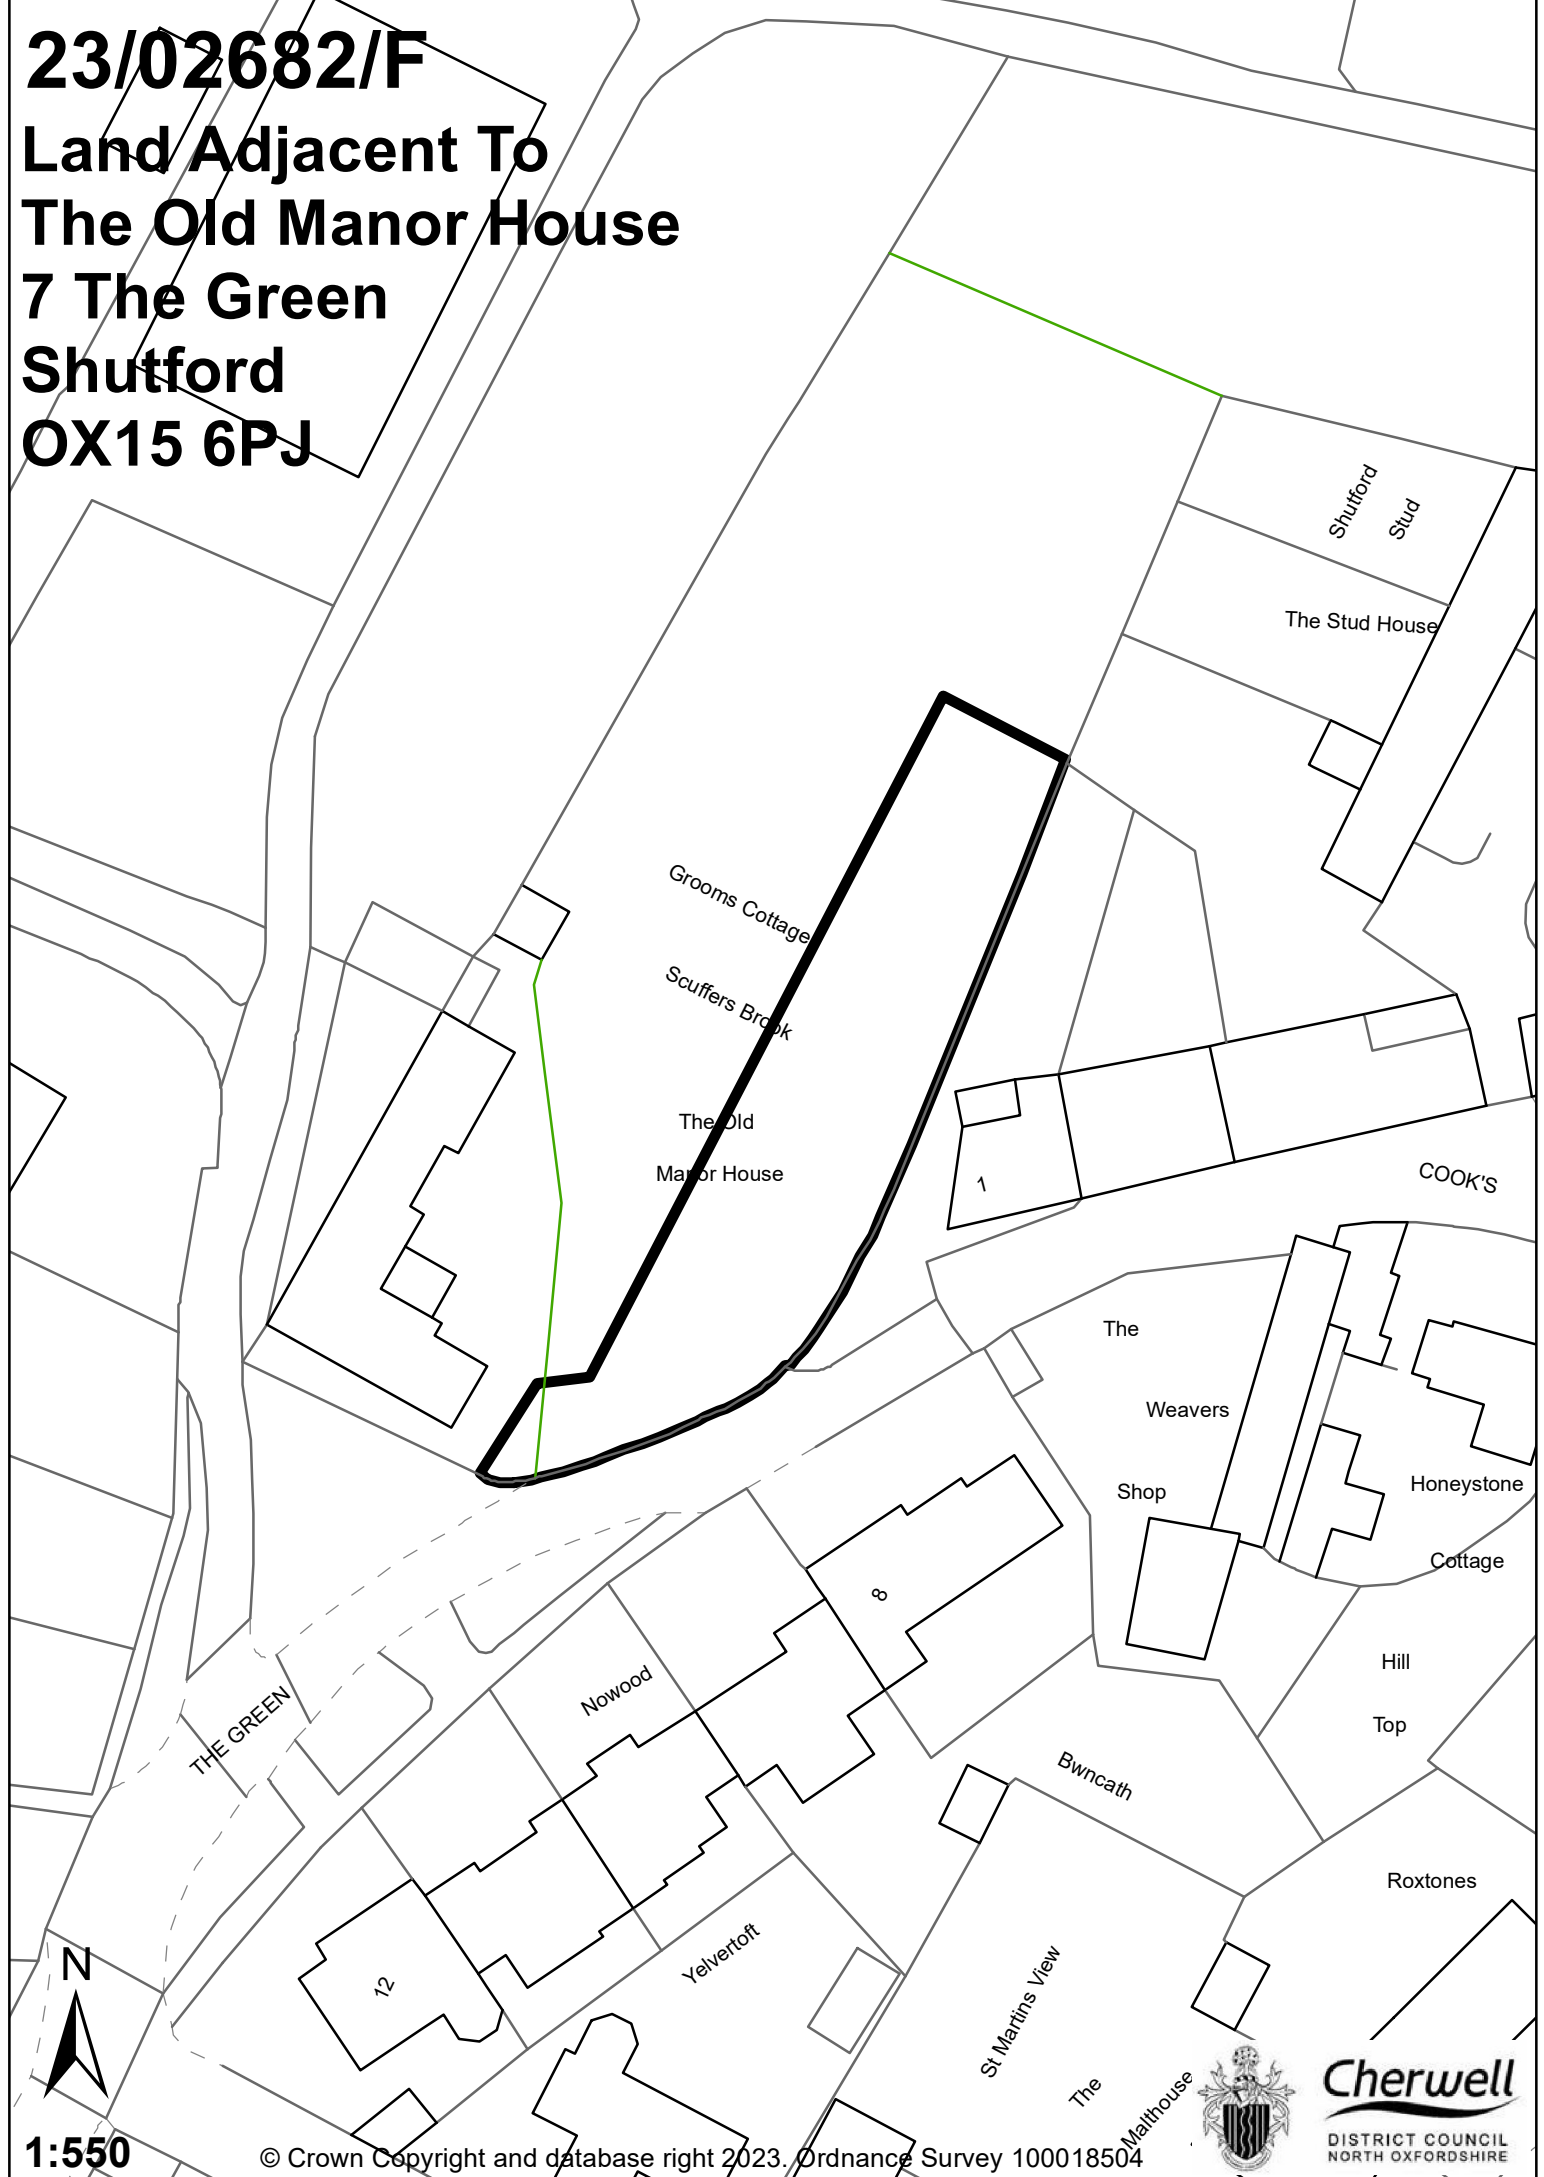 23/02682/F
Land Adjacent To
The Old Manor House
7 The Green
Shutford
OX15 6PJ
Shutford
Stud
The Stud House
Grooms Cottage
Scuffers Brook
The Old
Manor House
1
COOK'S
The
Weavers
Shop
Honeystone
Cottage
8
Hill
Top
Nowood
THE GREEN
Bwncath
Roxtones
Yelvertoft
12
St Martins View
The
Malthouse
N
1:550
© Crown Copyright and database right 2023. Ordnance Survey 100018504
Cherwell
DISTRICT COUNCIL
NORTH OXFORDSHIRE